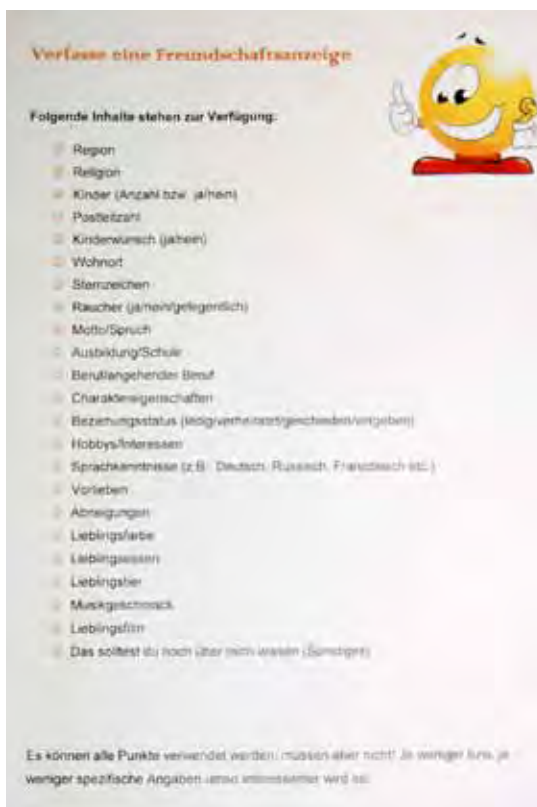 Verfasse eine Freundschaftsanzeige
Folgende Inhalte stehen zur Verfügung:
Region
Religion
Kinder (Anzahl bzw. ja/nein)
Postleitzahl
Kinderwunsch (ja/nein)
Wohnort
Sternzeichen
Raucher (ja/nein/gelegentlich)
Motto/Spruch
Ausbildung/Schule
Beruf/angehender Beruf
Charaktereigenschaften
Beziehungsstatus (ledig/verheiratet/geschieden/vergeben)
Hobbys/Interessen
Sprachkenntnisse (z.B. Deutsch, Russisch, Französisch etc.)
Vorlieben
Abneigungen
Lieblingsfarbe
Lieblingsessen
Lieblingstier
Musikgeschmack
Lieblingsfilm
Das solltest du noch über mich wissen (Sonstiges)
Es können alle Punkte verwendet werden, müssen aber nicht! Je weniger bzw. je
weniger spezifische Angaben umso interessanter wird es.